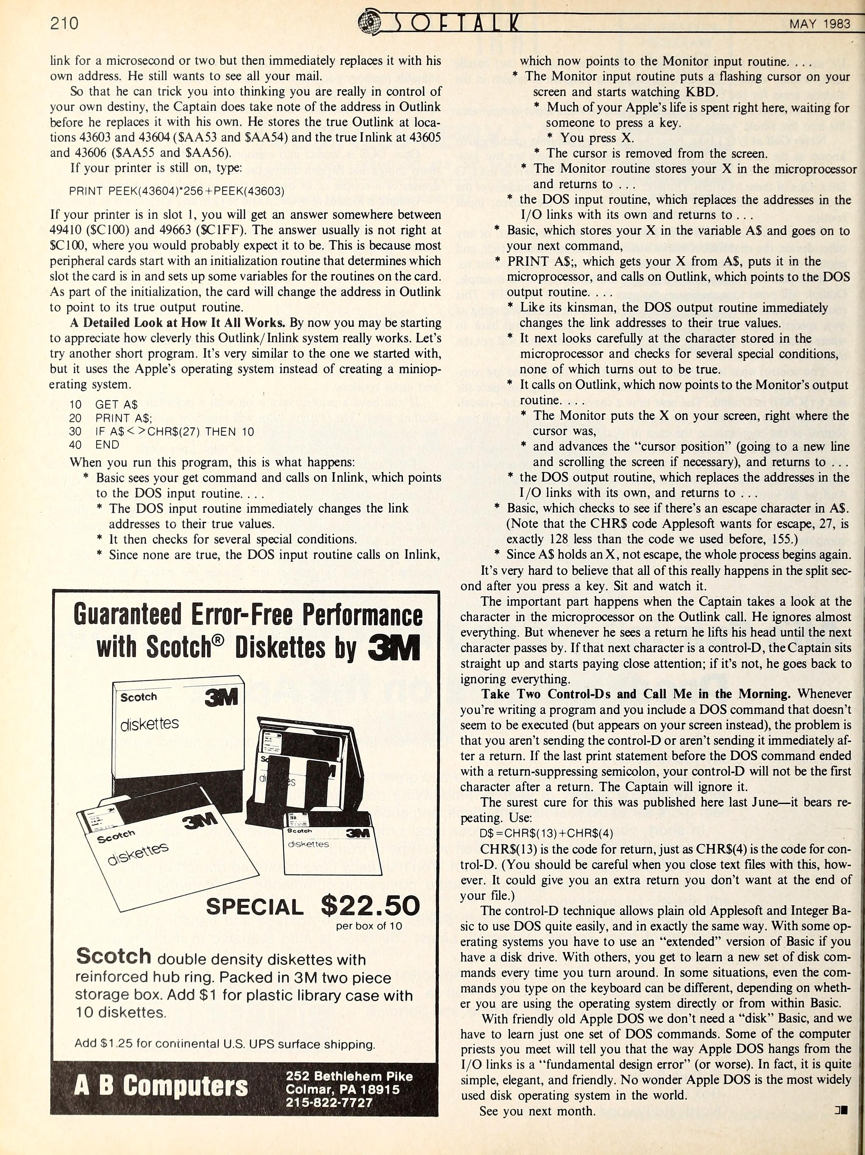 210
SOFTALK
MAY 1983
link for a microsecond or two but then immediately replaces it with his
own address. He still wants to see all your mail.
So that he can trick you into thinking you are really in control of
your own destiny, the Captain does take note of the address in Outlink
before he replaces it with his own. He stores the true Outlink at loca-
tions 43603 and 43604 ($AA53 and $AA54) and the true Inlink at 43605
and 43606 ($AA55 and $AA56).
If your printer is still on, type:
PRINT PEEK(43604)*256+PEEK(43603)
If your printer is in slot 1, you will get an answer somewhere between
49410 ($C100) and 49663 ($C1FF). The answer usually is not right at
$C100, where you would probably expect it to be. This is because most
peripheral cards start with an initialization routine that determines which
slot the card is in and sets up some variables for the routines on the card.
As part of the initialization, the card will change the address in Outlink
to point to its true output routine.
A Detailed Look at How It All Works. By now you may be starting
to appreciate how cleverly this Outlink/Inlink system really works. Let's
try another short program. It's very similar to the one we started with,
but it uses the Apple's operating system instead of creating a miniop-
erating system.
10 GET A$
20 PRINT A$;
30 IF A$<>CHR$(27) THEN 10
40 END
When you run this program, this is what happens:
* Basic sees your get command and calls on Inlink, which points
to the DOS input routine. . . .
* The DOS input routine immediately changes the link
addresses to their true values.
* It then checks for several special conditions.
* Since none are true, the DOS input routine calls on Inlink,
which now points to the Monitor input routine. . . .
* The Monitor input routine puts a flashing cursor on your
screen and starts watching KBD.
* Much of your Apple's life is spent right here, waiting for
someone to press a key.
* You press X.
* The cursor is removed from the screen.
* The Monitor routine stores your X in the microprocessor
and returns to . . .
* the DOS input routine, which replaces the addresses in the
I/O links with its own and returns to . . .
* Basic, which stores your X in the variable A$ and goes on to
your next command,
* PRINT A$;, which gets your X from A$, puts it in the
microprocessor, and calls on Outlink, which points to the DOS
output routine. . . .
* Like its kinsman, the DOS output routine immediately
changes the link addresses to their true values.
* It next looks carefully at the character stored in the
microprocessor and checks for several special conditions,
none of which turns out to be true.
* It calls on Outlink, which now points to the Monitor's output
routine. . . .
* The Monitor puts the X on your screen, right where the
cursor was,
* and advances the "cursor position" (going to a new line
and scrolling the screen if necessary), and returns to . . .
* the DOS output routine, which replaces the addresses in the
I/O links with its own, and returns to . . .
* Basic, which checks to see if there's an escape character in A$.
(Note that the CHR$ code Applesoft wants for escape, 27, is
exactly 128 less than the code we used before, 155.)
* Since A$ holds an X, not escape, the whole process begins again.
It's very hard to believe that all of this really happens in the split sec-
ond after you press a key. Sit and watch it.
The important part happens when the Captain takes a look at the
character in the microprocessor on the Outlink call. He ignores almost
everything. But whenever he sees a return he lifts his head until the next
character passes by. If that next character is a control-D, the Captain sits
straight up and starts paying close attention; if it's not, he goes back to
ignoring everything.
Take Two Control-Ds and Call Me in the Morning. Whenever
you're writing a program and you include a DOS command that doesn't
seem to be executed (but appears on your screen instead), the problem is
that you aren't sending the control-D or aren't sending it immediately af-
ter a return. If the last print statement before the DOS command ended
with a return-suppressing semicolon, your control-D will not be the first
character after a return. The Captain will ignore it.
The surest cure for this was published here last June—it bears re-
peating. Use:
D$=CHR$(13)+CHR$(4)
CHR$(13) is the code for return, just as CHR$(4) is the code for con-
trol-D. (You should be careful when you close text files with this, how-
ever. It could give you an extra return you don't want at the end of
your file.)
The control-D technique allows plain old Applesoft and Integer Ba-
sic to use DOS quite easily, and in exactly the same way. With some op-
erating systems you have to use an "extended" version of Basic if you
have a disk drive. With others, you get to learn a new set of disk com-
mands every time you turn around. In some situations, even the com-
mands you type on the keyboard can be different, depending on wheth-
er you are using the operating system directly or from within Basic.
With friendly old Apple DOS we don't need a "disk" Basic, and we
have to learn just one set of DOS commands. Some of the computer
priests you meet will tell you that the way Apple DOS hangs from the
I/O links is a "fundamental design error" (or worse). In fact, it is quite
simple, elegant, and friendly. No wonder Apple DOS is the most widely
used disk operating system in the world.
See you next month.
Guaranteed Error-Free Performance
with Scotch® Diskettes by 3M
Scotch 3M
diskettes
Scotch 3M
diskettes
Scotch 3M
diskettes
SPECIAL $22.50
per box of 10
Scotch double density diskettes with
reinforced hub ring. Packed in 3M two piece
storage box. Add $1 for plastic library case with
10 diskettes.
Add $1.25 for continental U.S. UPS surface shipping.
A B Computers
252 Bethlehem Pike
Colmar, PA 18915
215-822-7727